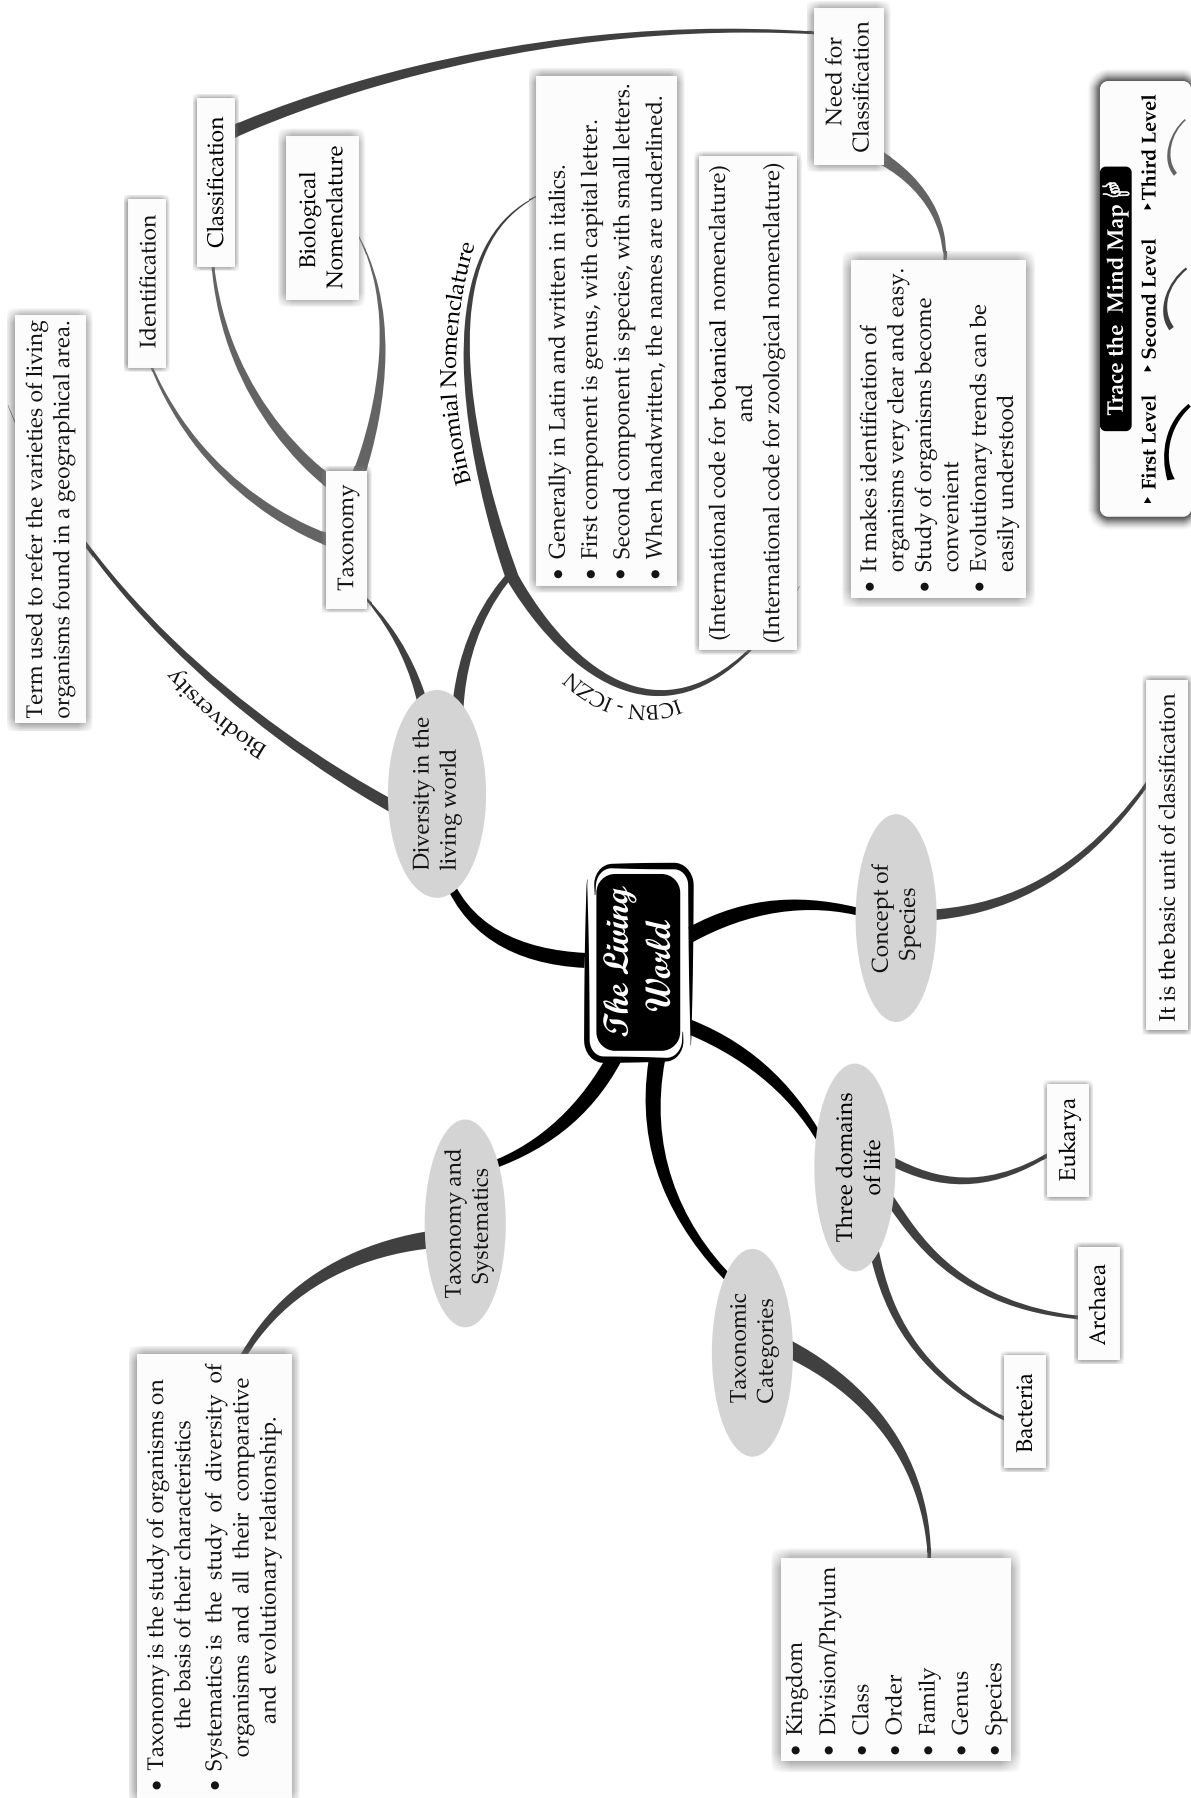 The Living
World
Taxonomy and
Systematics
• Taxonomy is the study of organisms on
the basis of their characteristics
• Systematics is the study of diversity of
organisms and all their comparative
and evolutionary relationship.
Diversity in the
living world
Biodiversity
Term used to refer the varieties of living
organisms found in a geographical area.
Taxonomy
Identification
Classification
Biological
Nomenclature
Binomial Nomenclature
• Generally in Latin and written in italics.
• First component is genus, with capital letter.
• Second component is species, with small letters.
• When handwritten, the names are underlined.
ICBN - ICZN
(International code for botanical nomenclature)
and
(International code for zoological nomenclature)
Need for
Classification
• It makes identification of
organisms very clear and easy.
• Study of organisms become
convenient
• Evolutionary trends can be
easily understood
Taxonomic
Categories
• Kingdom
• Division/Phylum
• Class
• Order
• Family
• Genus
• Species
Three domains
of life
Bacteria
Archaea
Eukarya
Concept of
Species
It is the basic unit of classification
Trace the Mind Map
▸ First Level ▸ Second Level ▸ Third Level